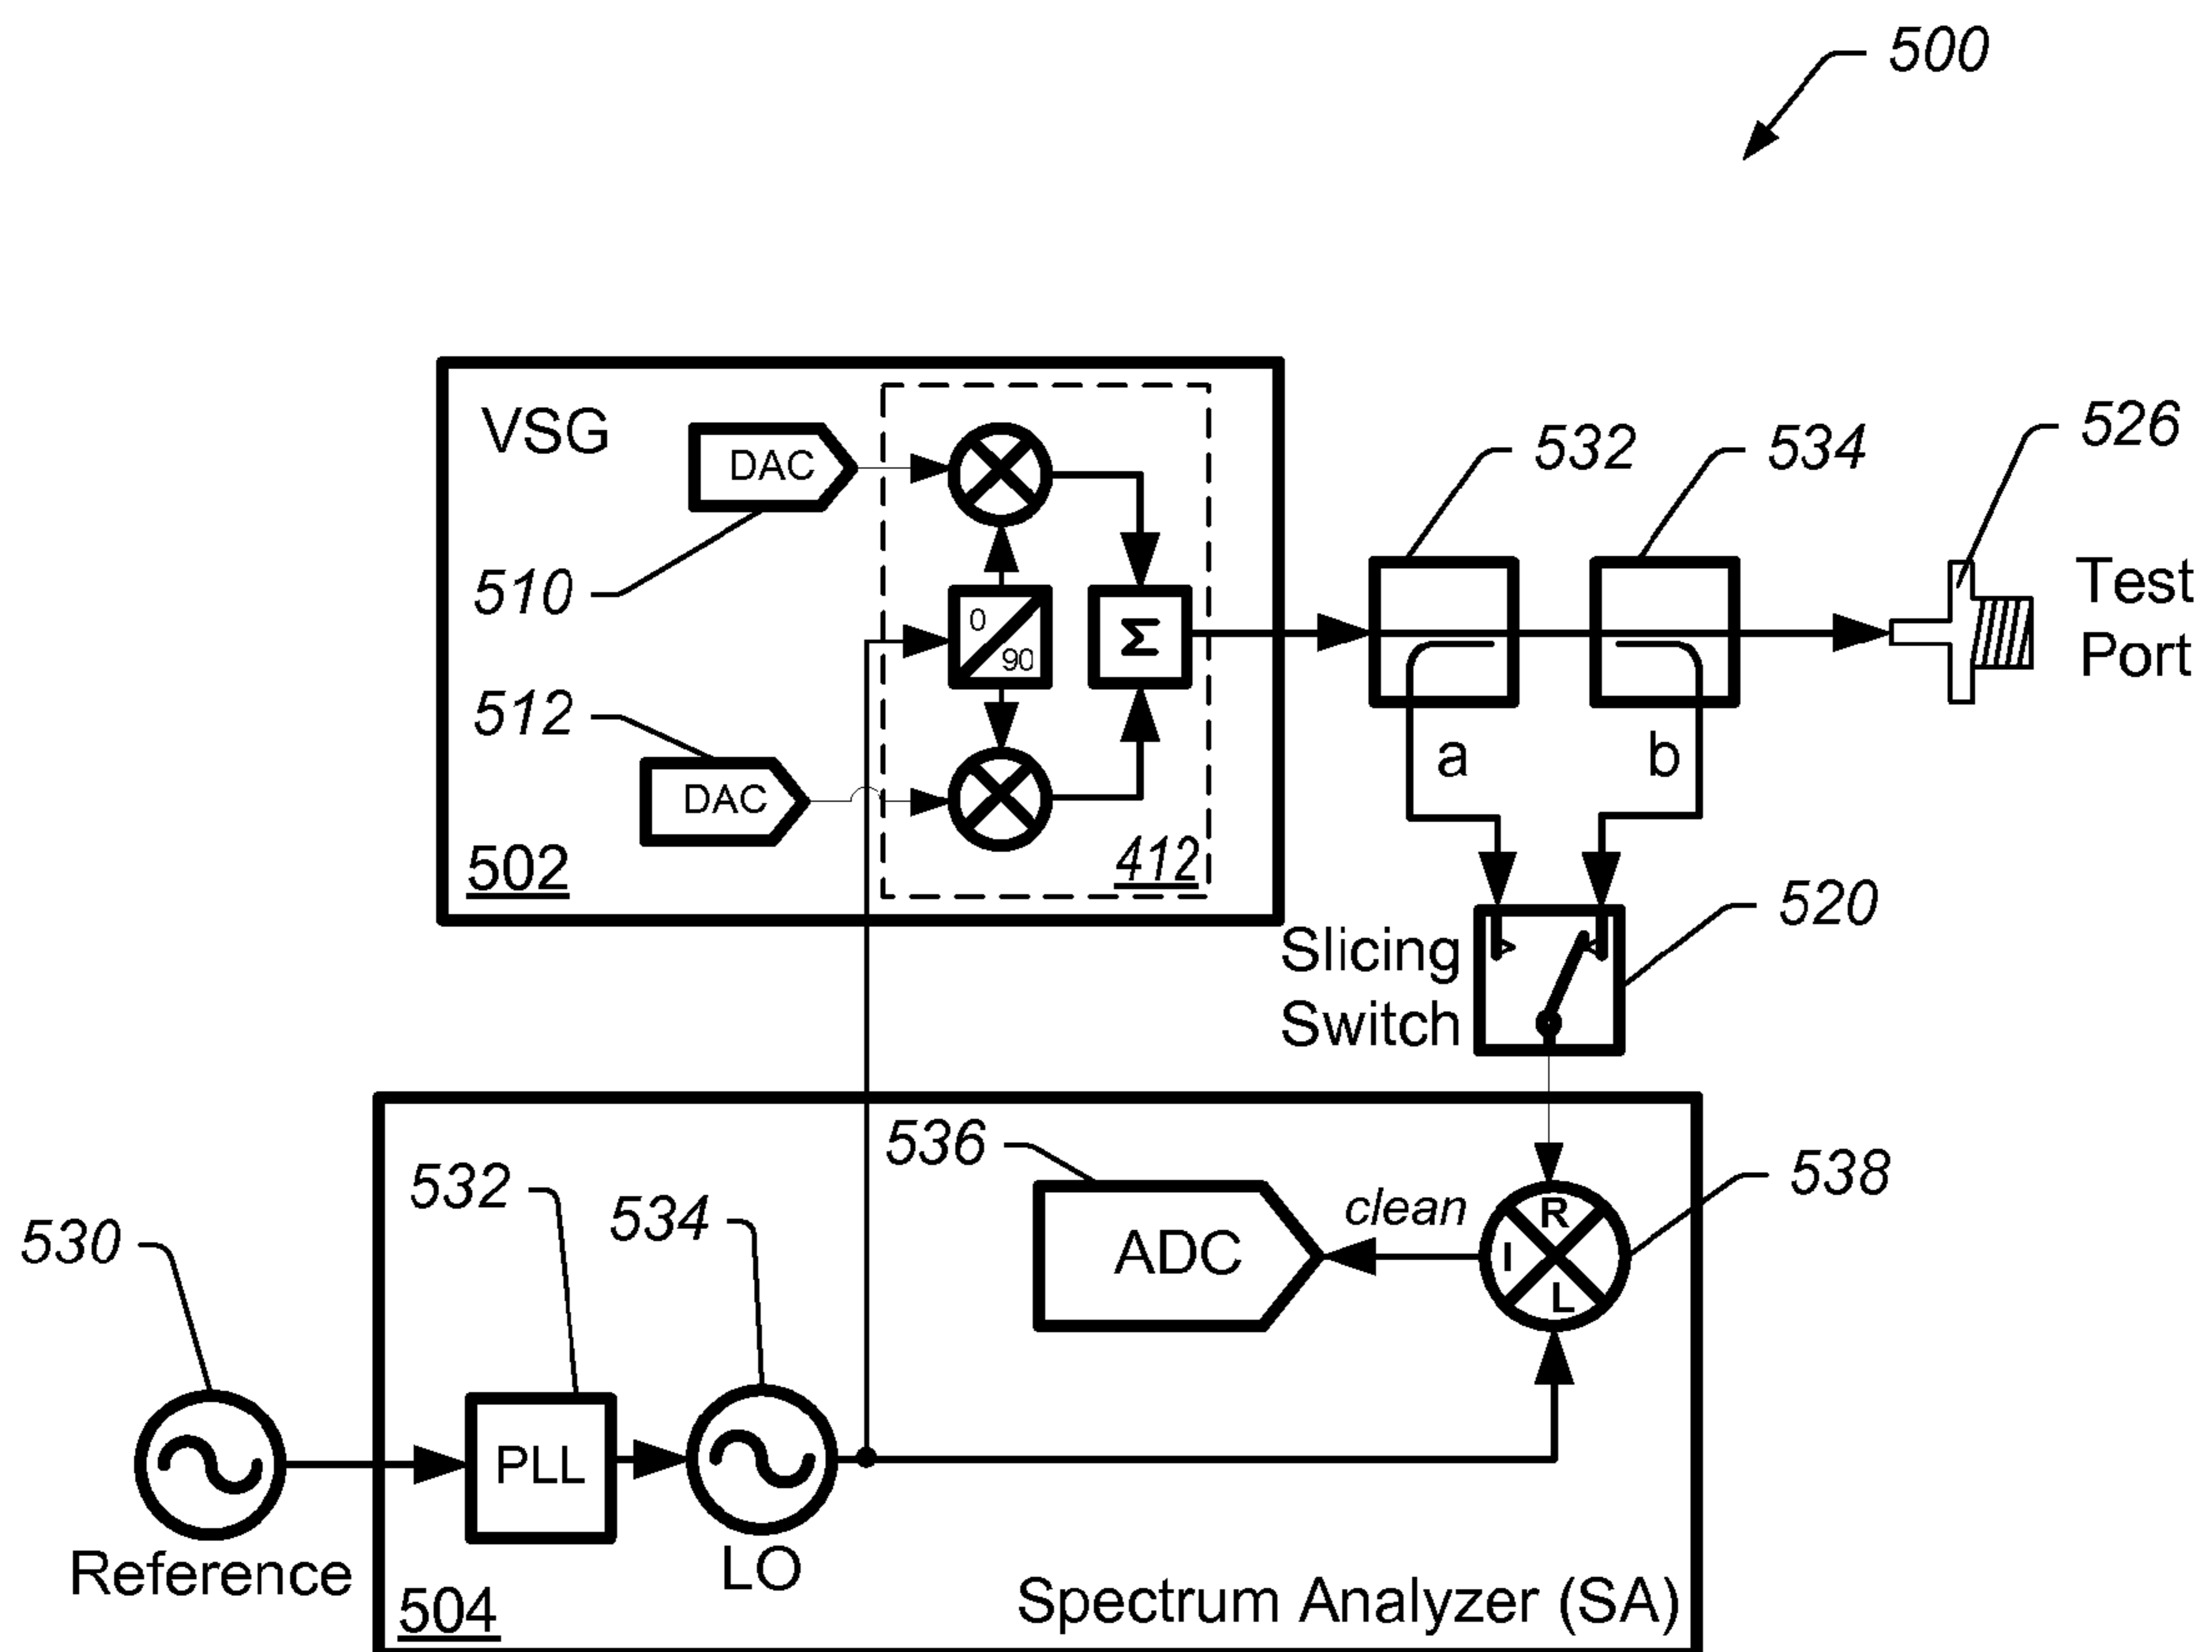 500
VSG
DAC
510
0
90
Σ
512
DAC
502
412
532
534
526
Test
Port
a
b
520
Slicing
Switch
536
538
532
534
530
clean
ADC
R
I
L
PLL
LO
Reference
504
Spectrum Analyzer (SA)